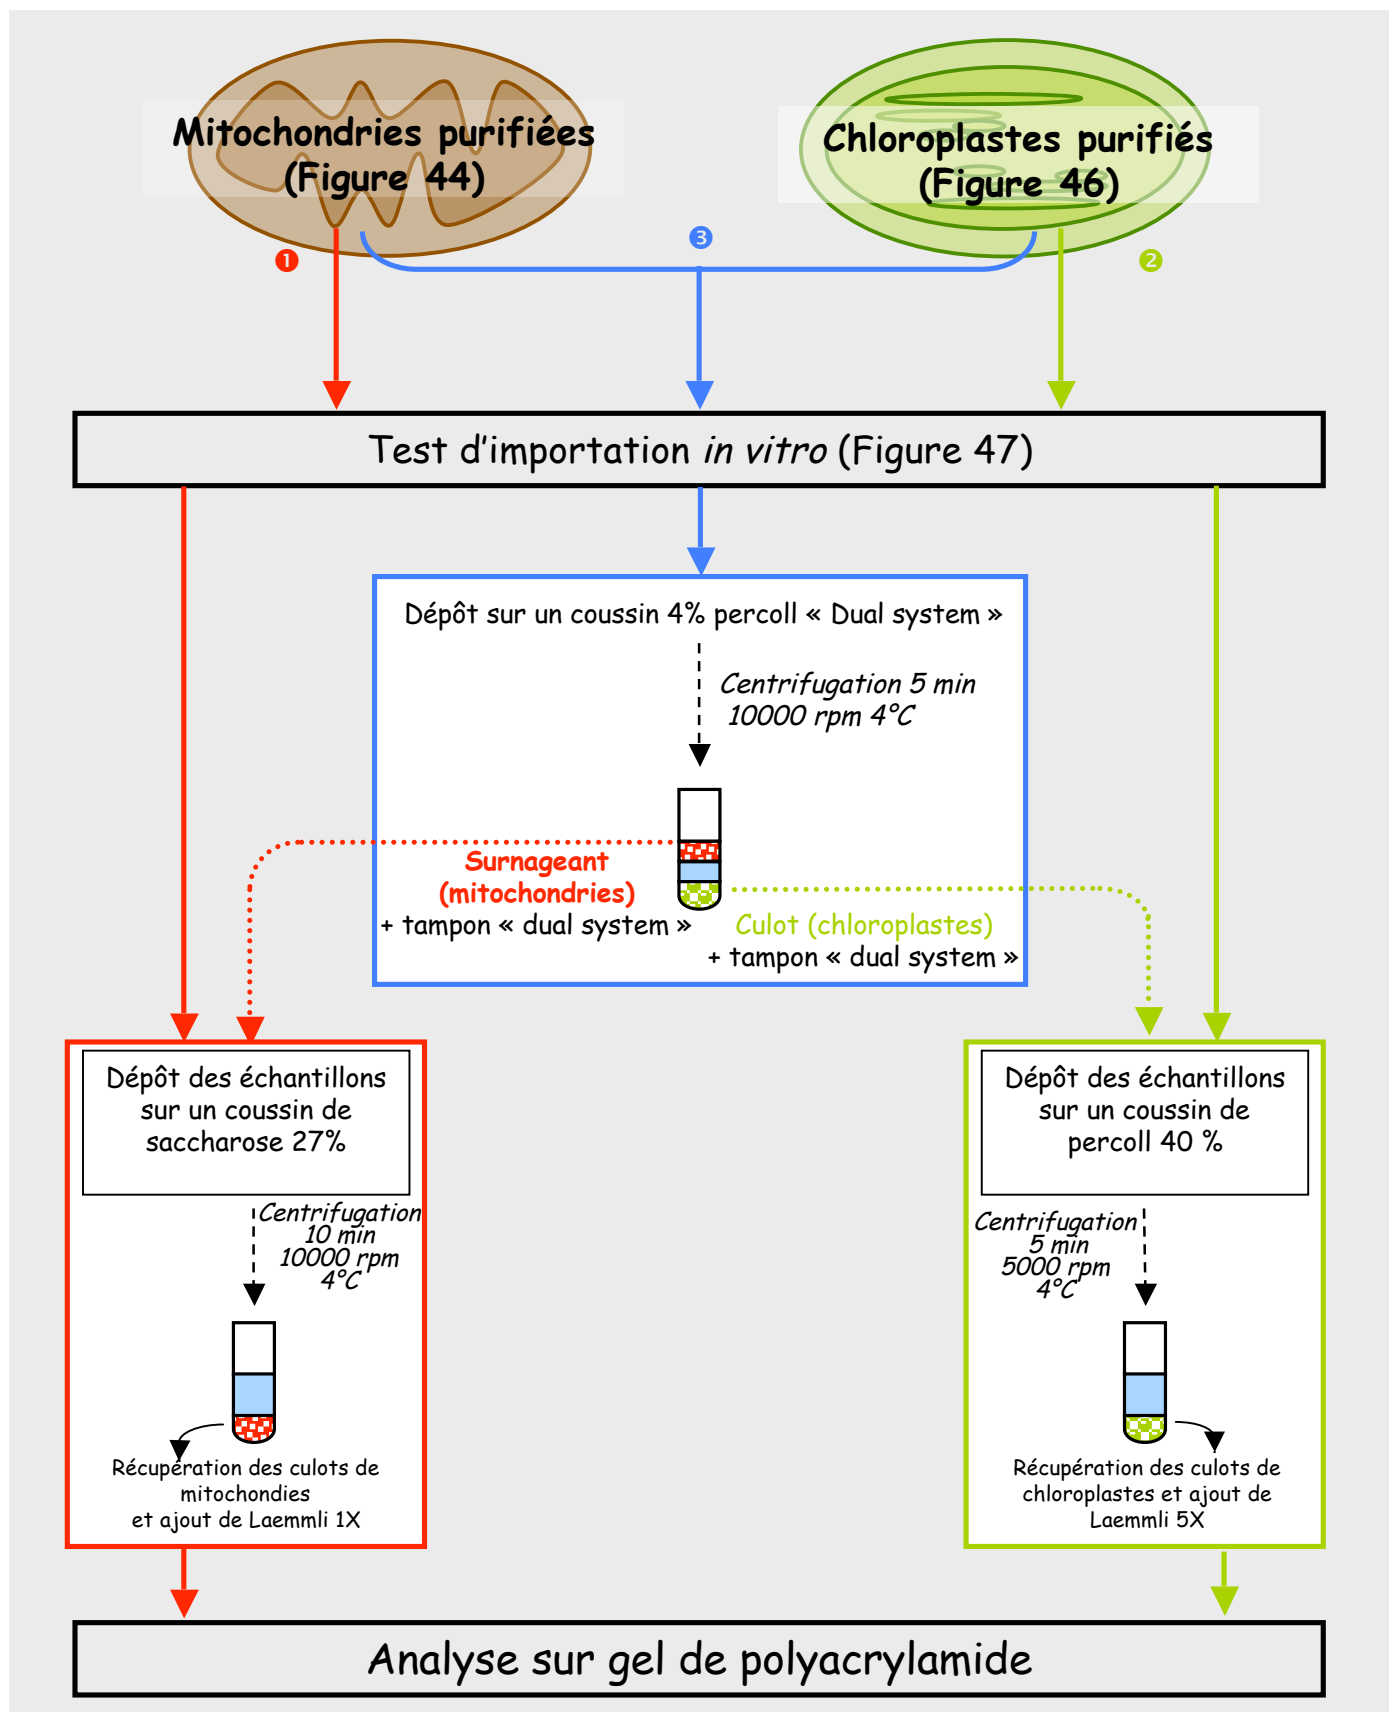 Mitochondries purifiées
(Figure 44)
Chloroplastes purifiés
(Figure 46)
❶
❸
❷
Test d'importation in vitro (Figure 47)
Dépôt sur un coussin 4% percoll « Dual system »
Centrifugation 5 min
10000 rpm 4°C
Surnageant
(mitochondries)
+ tampon « dual system »
Culot (chloroplastes)
+ tampon « dual system »
Dépôt des échantillons
sur un coussin de
saccharose 27%
Centrifugation
10 min
10000 rpm
4°C
Récupération des culots de
mitochondies
et ajout de Laemmli 1X
Dépôt des échantillons
sur un coussin de
percoll 40 %
Centrifugation
5 min
5000 rpm
4°C
Récupération des culots de
chloroplastes et ajout de
Laemmli 5X
Analyse sur gel de polyacrylamide